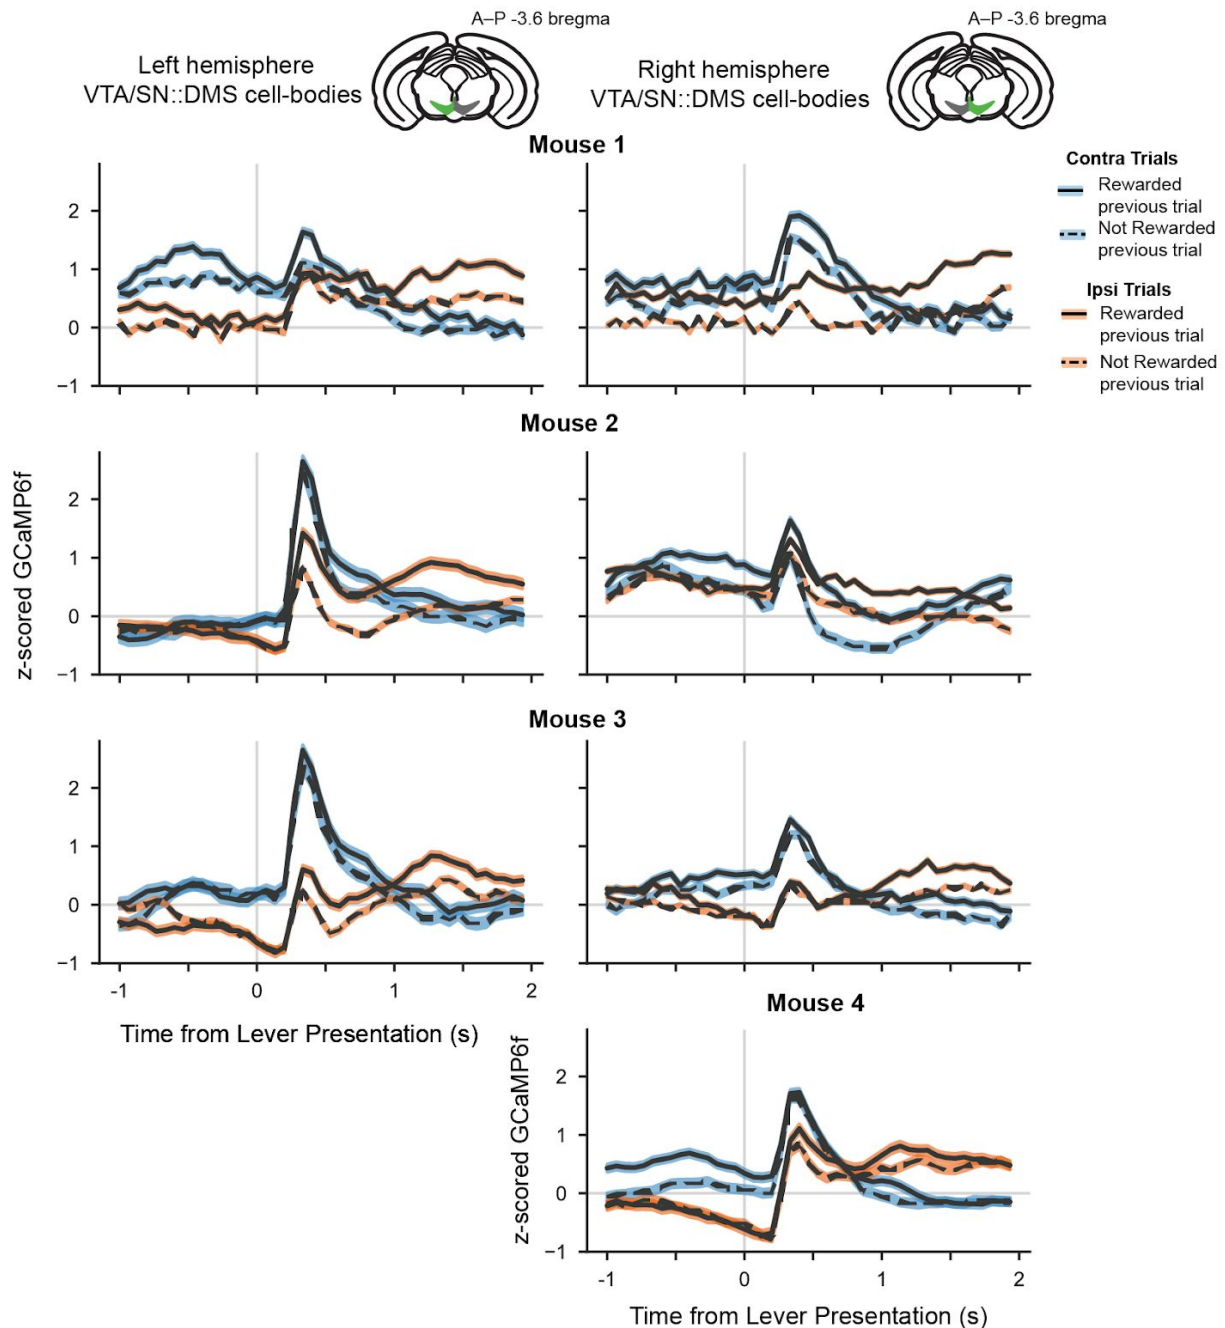 A–P -3.6 bregma
A–P -3.6 bregma
Left hemisphere
VTA/SN::DMS cell-bodies
Right hemisphere
VTA/SN::DMS cell-bodies
Mouse 1
Contra Trials
Rewarded
previous trial
Not Rewarded
previous trial
Ipsi Trials
Rewarded
previous trial
Not Rewarded
previous trial
2
1
0
−1
Mouse 2
z-scored GCaMP6f
2
1
0
−1
Mouse 3
2
1
0
−1
-1 0 1 2
Time from Lever Presentation (s)
Mouse 4
z-scored GCaMP6f
2
1
0
−1
-1 0 1 2
Time from Lever Presentation (s)